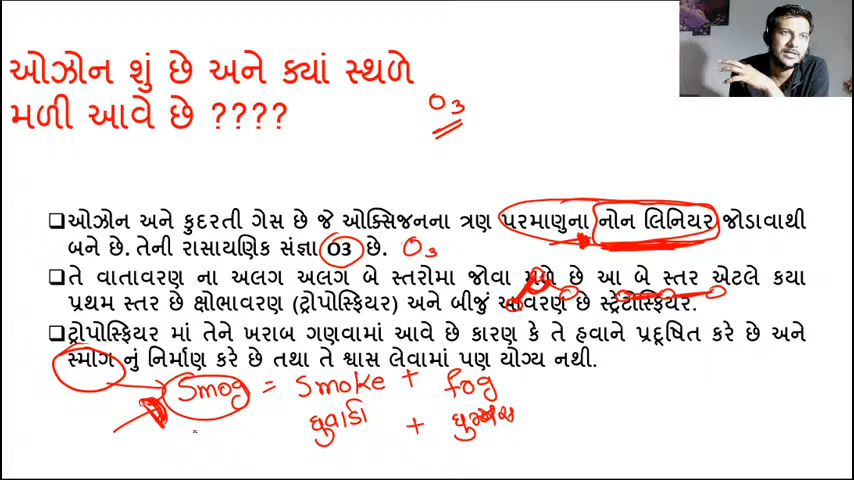 ઓઝોન શું છે અને ક્યાં સ્થળે
મળી આવે છે ????
O3
❑ઓઝોન અને કુદરતી ગેસ છે જે ઓક્સિજનના ત્રણ પરમાણુના નોન લિનિયર જોડાવાથી
બને છે. તેની રાસાયણિક સંજ્ઞા O3 છે. O3
❑તે વાતાવરણ ના અલગ અલગ બે સ્તરોમા જોવા મળે છે આ બે સ્તર એટલે કયા
પ્રથમ સ્તર છે ક્ષોભાવરણ (ટ્રોપોસ્ફિયર) અને બીજું આવરણ છે સ્ટ્રેટોસ્ફિયર.
❑ટ્રોપોસ્ફિયર માં તેને ખરાબ ગણવામાં આવે છે કારણ કે તે હવાને પ્રદૂષિત કરે છે અને
સ્મોગ નું નિર્માણ કરે છે તથા તે શ્વાસ લેવામાં પણ યોગ્ય નથી.
Smog = Smoke + fog
ધુવાડો +